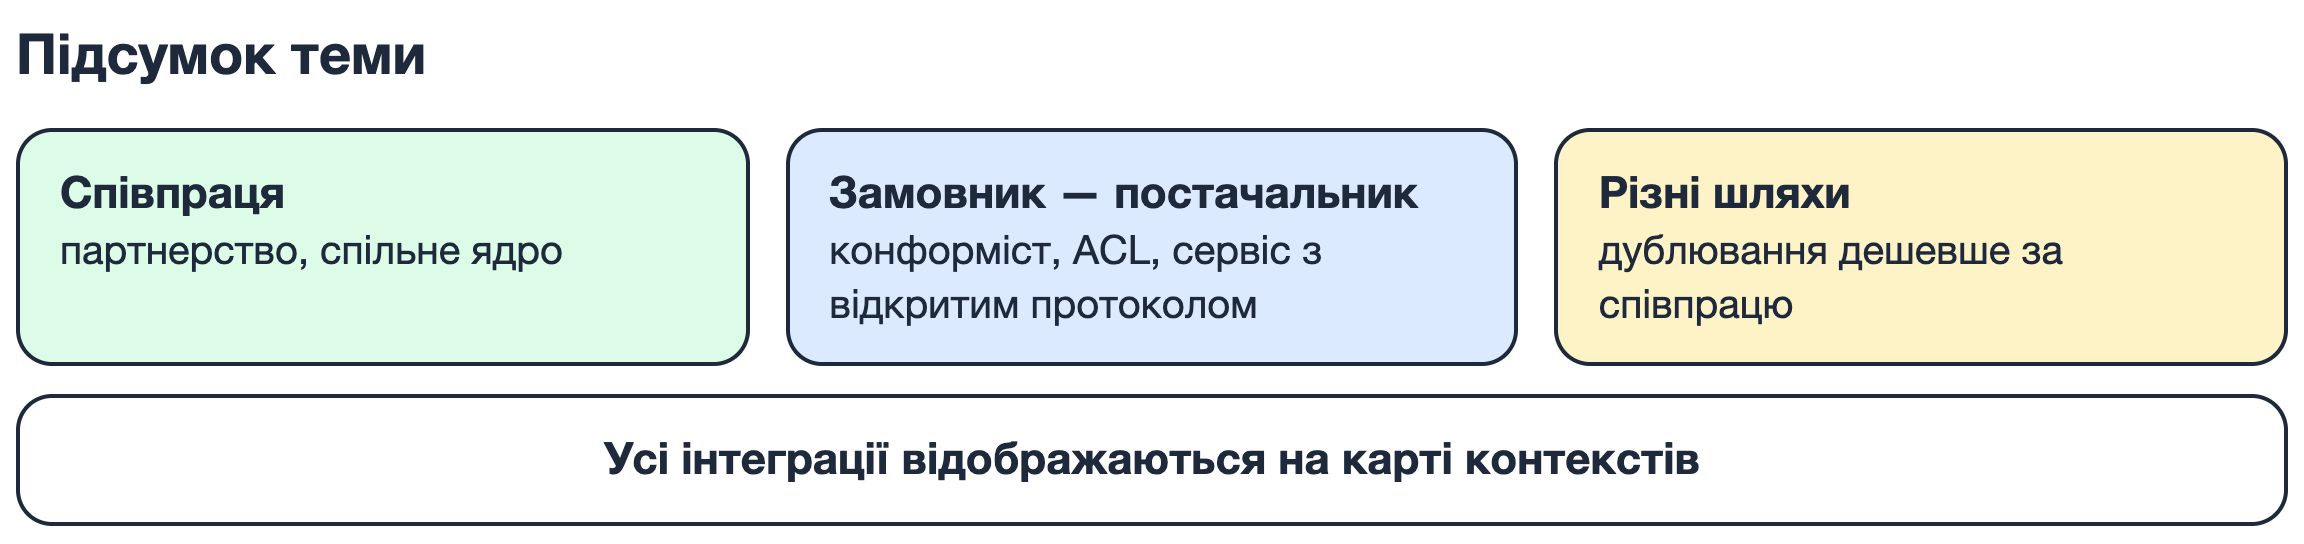 Підсумок теми
Співпраця
партнерство, спільне ядро
Замовник — постачальник
конформіст, ACL, сервіс з
відкритим протоколом
Різні шляхи
дублювання дешевше за
співпрацю
Усі інтеграції відображаються на карті контекстів